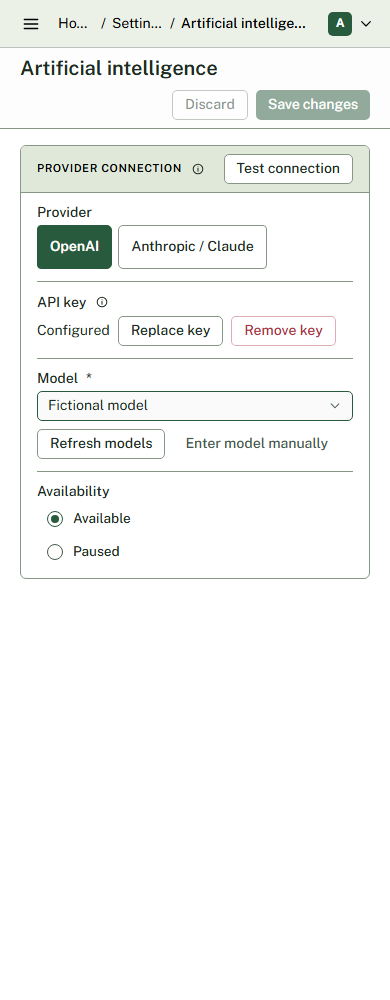 Ho... / Settin... / Artificial intellige... A
Artificial intelligence
Discard Save changes
PROVIDER CONNECTION Test connection
Provider
OpenAI Anthropic / Claude
API key
Configured Replace key Remove key
Model *
Fictional model
Refresh models Enter model manually
Availability
Available
Paused